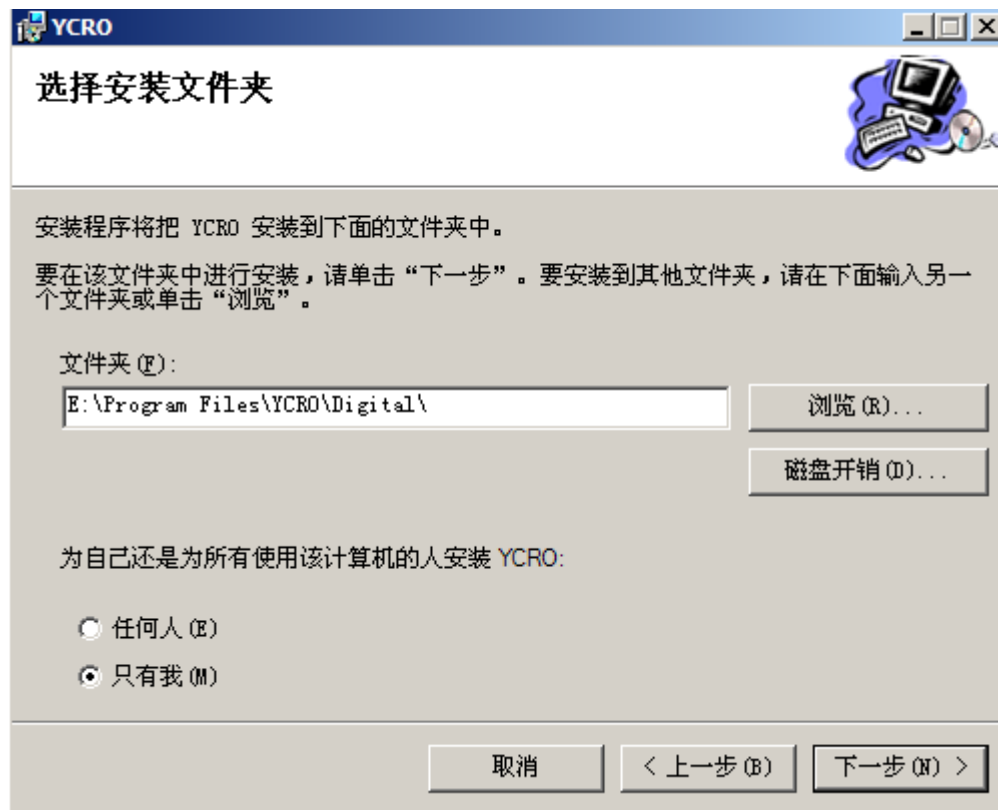 YCRO
选择安装文件夹
安装程序将把 YCRO 安装到下面的文件夹中。
要在该文件夹中进行安装，请单击“下一步”。要安装到其他文件夹，请在下面输入另一
个文件夹或单击“浏览”。
文件夹(F):
E:\Program Files\YCRO\Digital\
浏览(R)...
磁盘开销(D)...
为自己还是为所有使用该计算机的人安装 YCRO:
任何人(E)
只有我(M)
取消
< 上一步(B)
下一步(N) >